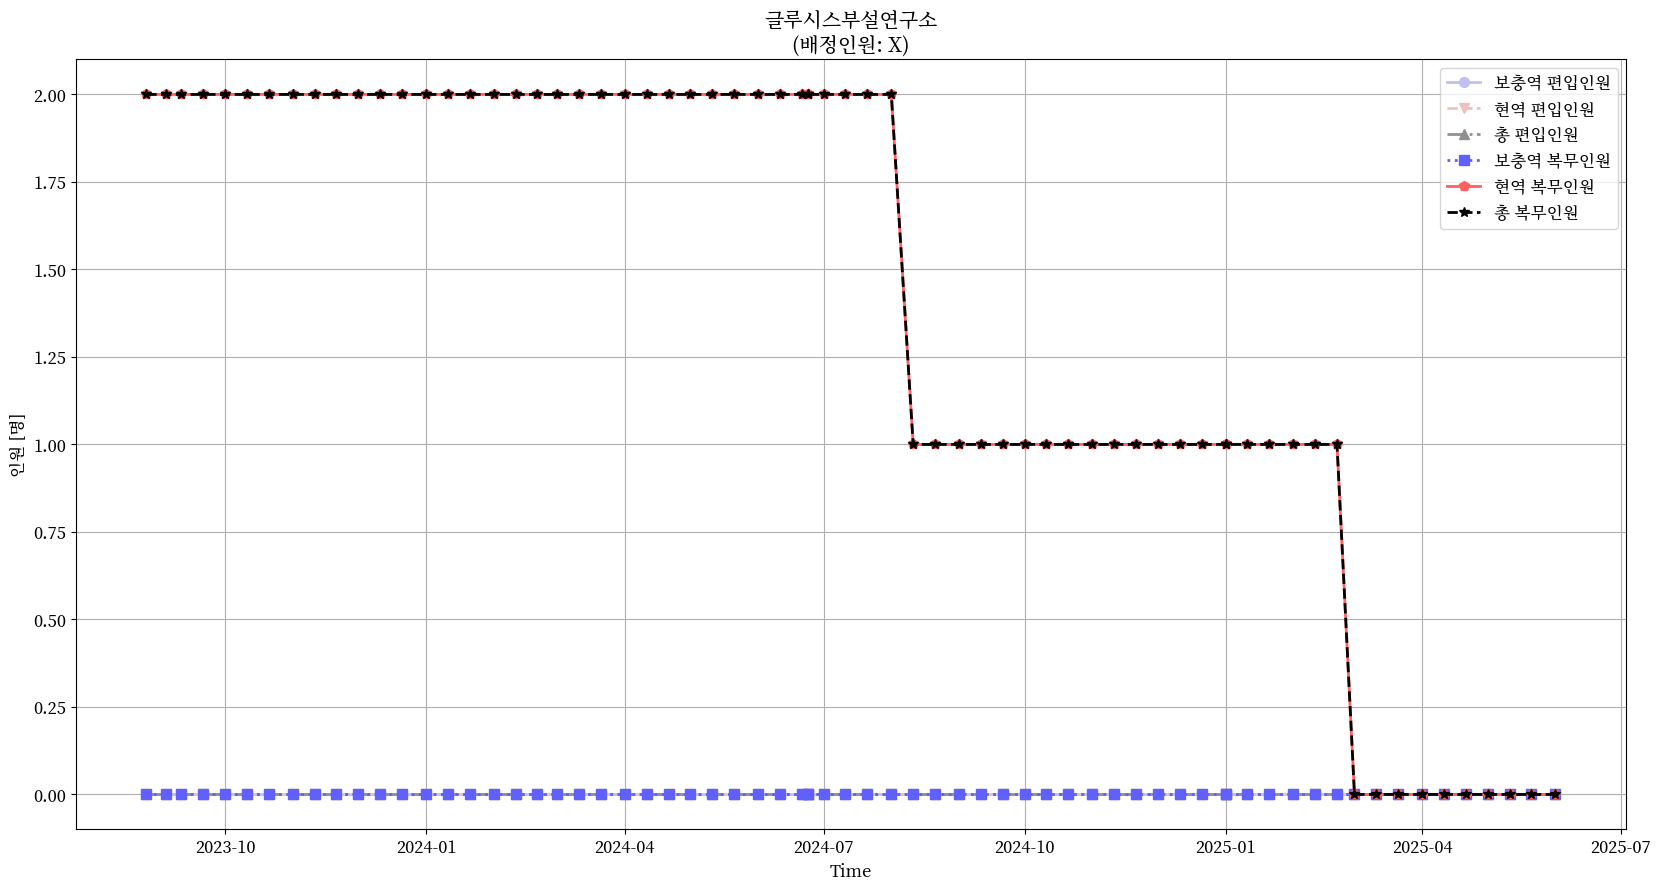 글루시스부설연구소
(배정인원: X)
보충역 편입인원
현역 편입인원
총 편입인원
보충역 복무인원
현역 복무인원
총 복무인원
인원 [명]
2.00
1.75
1.50
1.25
1.00
0.75
0.50
0.25
0.00
2023-10
2024-01
2024-04
2024-07
2024-10
2025-01
2025-04
2025-07
Time